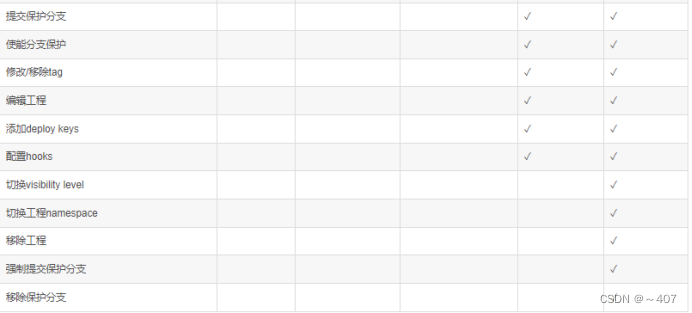 提交保护分支 ✓ ✓
使能分支保护 ✓ ✓
修改/移除tag ✓ ✓
编辑工程 ✓ ✓
添加deploy keys ✓ ✓
配置hooks ✓ ✓
切换visibility level ✓
切换工程namespace ✓
移除工程 ✓
强制提交保护分支 ✓
移除保护分支 ✓
CSDN @～407